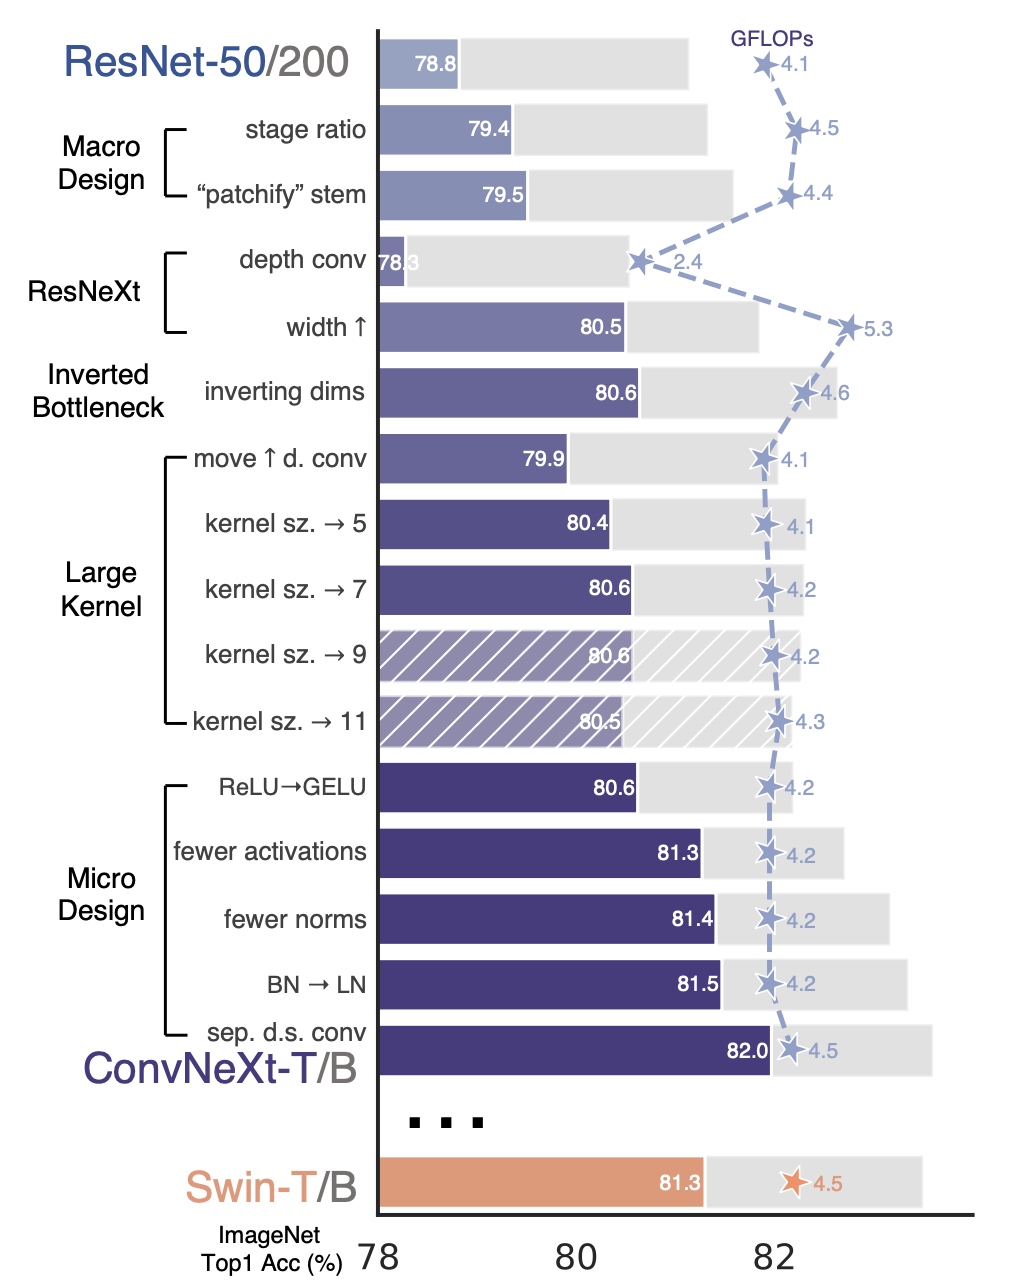 GFLOPs
ResNet-50/200 78.8 4.1
Macro
Design
stage ratio 79.4 4.5
“patchify” stem 79.5 4.4
ResNeXt
depth conv 78.3 2.4
width ↑ 80.5 5.3
Inverted
Bottleneck
inverting dims 80.6 4.6
Large
Kernel
move ↑ d. conv 79.9 4.1
kernel sz. → 5 80.4 4.1
kernel sz. → 7 80.6 4.2
kernel sz. → 9 80.6 4.2
kernel sz. → 11 80.5 4.3
Micro
Design
ReLU→GELU 80.6 4.2
fewer activations 81.3 4.2
fewer norms 81.4 4.2
BN → LN 81.5 4.2
sep. d.s. conv
ConvNeXt-T/B 82.0 4.5
...
Swin-T/B 81.3 4.5
ImageNet
Top1 Acc (%) 78 80 82